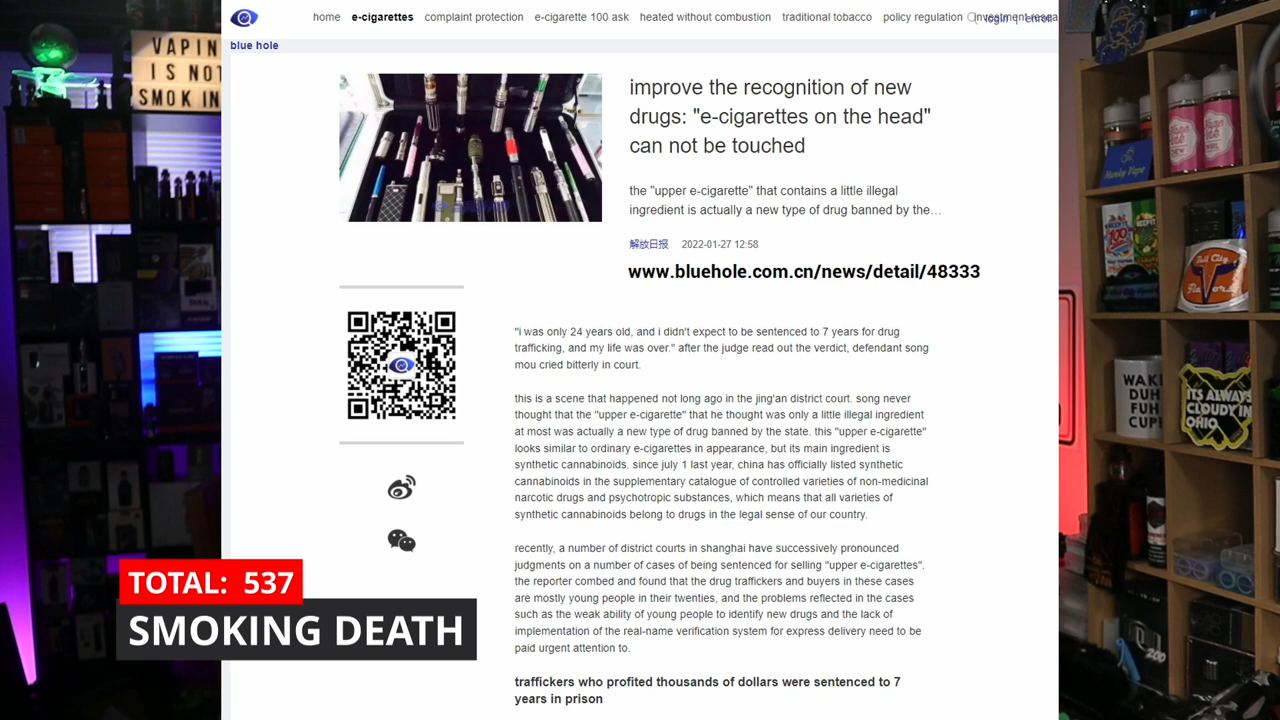 home e-cigarettes complaint protection e-cigarette 100 ask heated without combustion traditional tobacco policy regulation
login
blue hole
VAPIN
IS NOT
SMOKIN
improve the recognition of new
drugs: "e-cigarettes on the head"
can not be touched
the "upper e-cigarette" that contains a little illegal
ingredient is actually a new type of drug banned by the…
解放日报 2022-01-27 12:58
www.bluehole.com.cn/news/detail/48333
"i was only 24 years old, and i didn't expect to be sentenced to 7 years for drug
trafficking, and my life was over." after the judge read out the verdict, defendant song
mou cried bitterly in court.
this is a scene that happened not long ago in the jing'an district court. song never
thought that the "upper e-cigarette" that he thought was only a little illegal ingredient
at most was actually a new type of drug banned by the state. this "upper e-cigarette"
looks similar to ordinary e-cigarettes in appearance, but its main ingredient is
synthetic cannabinoids. since july 1 last year, china has officially listed synthetic
cannabinoids in the supplementary catalogue of controlled varieties of non-medicinal
narcotic drugs and psychotropic substances, which means that all varieties of
synthetic cannabinoids belong to drugs in the legal sense of our country.
recently, a number of district courts in shanghai have successively pronounced
judgments on a number of cases of being sentenced for selling "upper e-cigarettes".
the reporter combed and found that the drug traffickers and buyers in these cases
are mostly young people in their twenties, and the problems reflected in the cases
such as the weak ability of young people to identify new drugs and the lack of
implementation of the real-name verification system for express delivery need to be
paid urgent attention to.
traffickers who profited thousands of dollars were sentenced to 7
years in prison
TOTAL: 537
SMOKING DEATH
WAKE
DUH
FUH
CUP
ITS ALWAYS
CLOUDY IN
OHIO
200